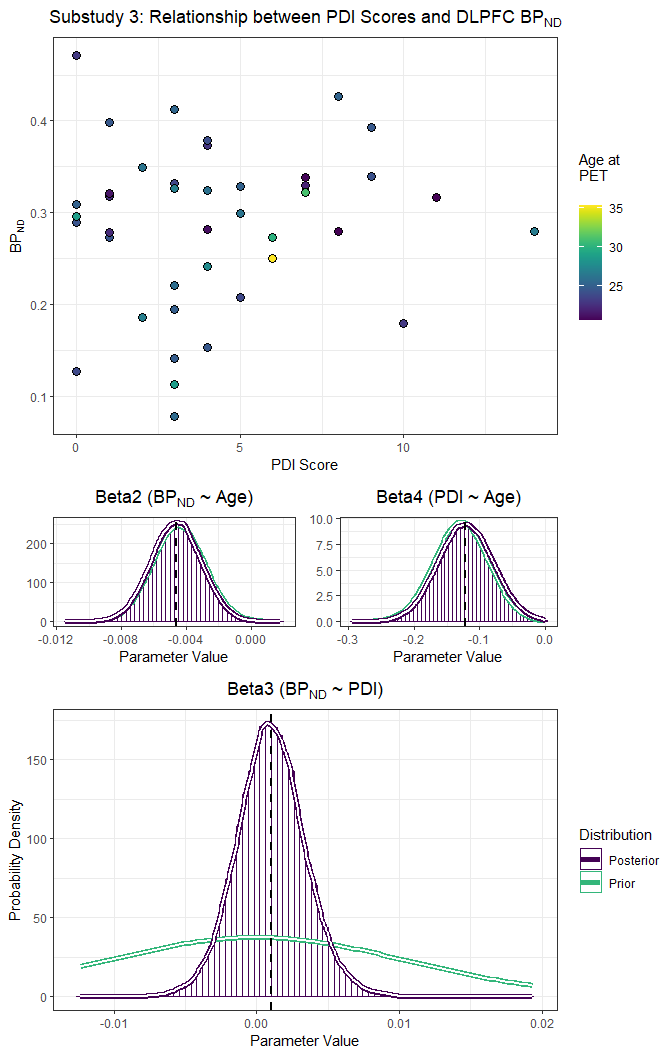 Substudy 3: Relationship between PDI Scores and DLPFC BP_ND
0.4
0.3
0.2
0.1
BP_ND
0 5 10
PDI Score
Age at
PET
35
30
25
Beta2 (BP_ND ~ Age)
200
100
0
-0.012 -0.008 -0.004 0.000
Parameter Value
Beta4 (PDI ~ Age)
10.0
7.5
5.0
2.5
0.0
-0.3 -0.2 -0.1 0.0
Parameter Value
Beta3 (BP_ND ~ PDI)
150
100
50
0
Probability Density
-0.01 0.00 0.01 0.02
Parameter Value
Distribution
Posterior
Prior